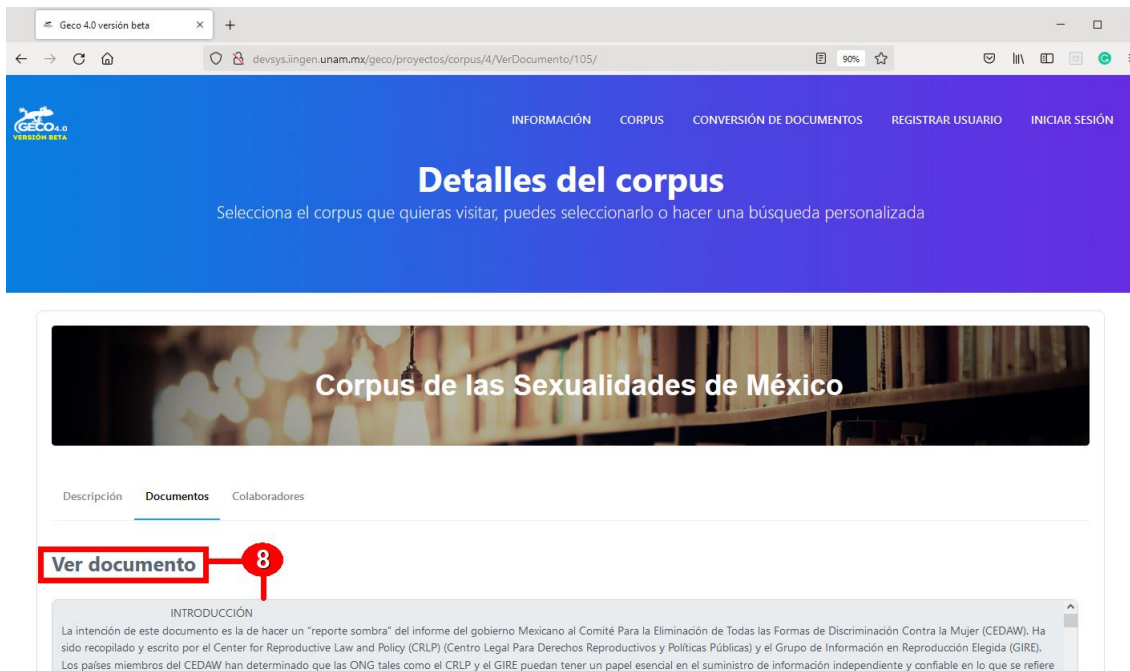 Geco 4.0 versión beta
devsys.iingen.unam.mx/geco/proyectos/corpus/4/VerDocumento/105/
90%
GECO4.0
VERSIÓN BETA
INFORMACIÓN CORPUS CONVERSIÓN DE DOCUMENTOS REGISTRAR USUARIO INICIAR SESIÓN
Detalles del corpus
Selecciona el corpus que quieras visitar, puedes seleccionarlo o hacer una búsqueda personalizada
Corpus de las Sexualidades de México
Descripción Documentos Colaboradores
Ver documento
8
INTRODUCCIÓN
La intención de este documento es la de hacer un "reporte sombra" del informe del gobierno Mexicano al Comité Para la Eliminación de Todas las Formas de Discriminación Contra la Mujer (CEDAW). Ha
sido recopilado y escrito por el Center for Reproductive Law and Policy (CRLP) (Centro Legal Para Derechos Reproductivos y Políticas Públicas) y el Grupo de Información en Reproducción Elegida (GIRE).
Los países miembros del CEDAW han determinado que las ONG tales como el CRLP y el GIRE puedan tener un papel esencial en el suministro de información independiente y confiable en lo que se refiere